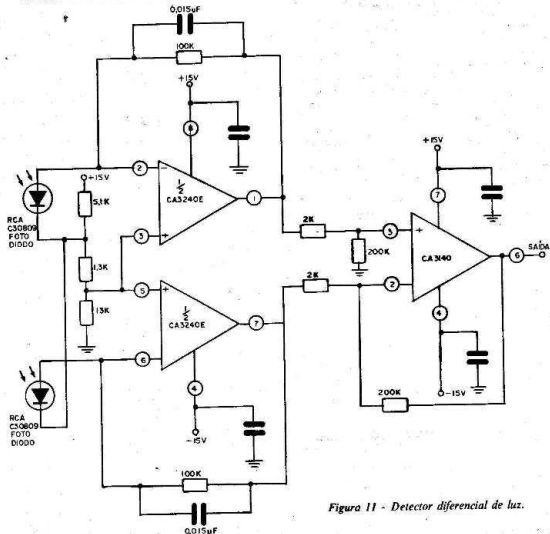 0,015uF
100K
+15V
8
2
-
1/2
CA3240E
1
3
+
+15V
5,1K
RCA
C30809
FOTO
DIODO
1,3K
13K
5
+
1/2
CA3240E
7
6
-
4
-15V
RCA
C30809
FOTO
DIODO
100K
0,015uF
2K
200K
2K
+15V
7
3
+
CA3140
6
SAÍDA
2
-
4
-15V
200K
Figura 11 - Detector diferencial de luz.